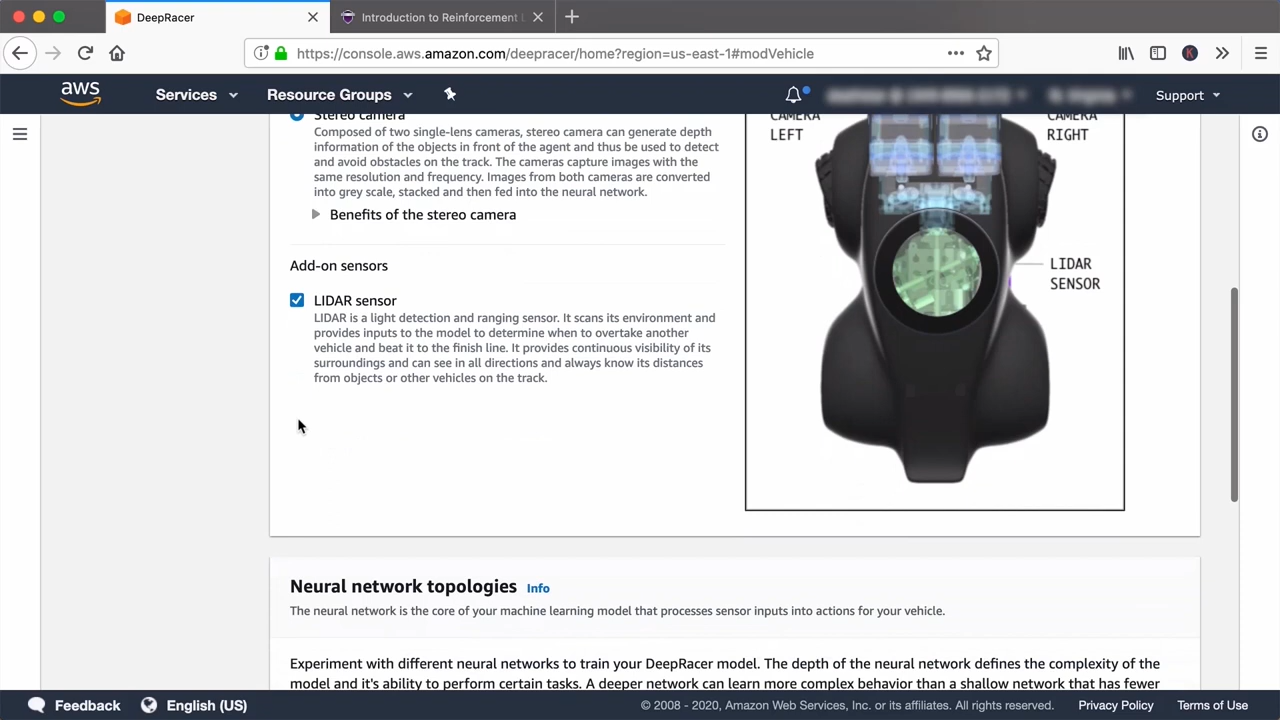 DeepRacer
Introduction to Reinforcement L
https://console.aws.amazon.com/deepracer/home?region=us-east-1#modVehicle
K
aws
Services
Resource Groups
Support
Stereo camera
Composed of two single-lens cameras, stereo camera can generate depth
information of the objects in front of the agent and thus be used to detect
and avoid obstacles on the track. The cameras capture images with the
same resolution and frequency. Images from both cameras are converted
into grey scale, stacked and then fed into the neural network.
Benefits of the stereo camera
Add-on sensors
LIDAR sensor
LIDAR is a light detection and ranging sensor. It scans its environment and
provides inputs to the model to determine when to overtake another
vehicle and beat it to the finish line. It provides continuous visibility of its
surroundings and can see in all directions and always know its distances
from objects or other vehicles on the track.
CAMERA
LEFT
CAMERA
RIGHT
LIDAR
SENSOR
Neural network topologies Info
The neural network is the core of your machine learning model that processes sensor inputs into actions for your vehicle.
Experiment with different neural networks to train your DeepRacer model. The depth of the neural network defines the complexity of the
model and it's ability to perform certain tasks. A deeper network can learn more complex behavior than a shallow network that has fewer
Feedback
English (US)
© 2008 - 2020, Amazon Web Services, Inc. or its affiliates. All rights reserved.
Privacy Policy
Terms of Use